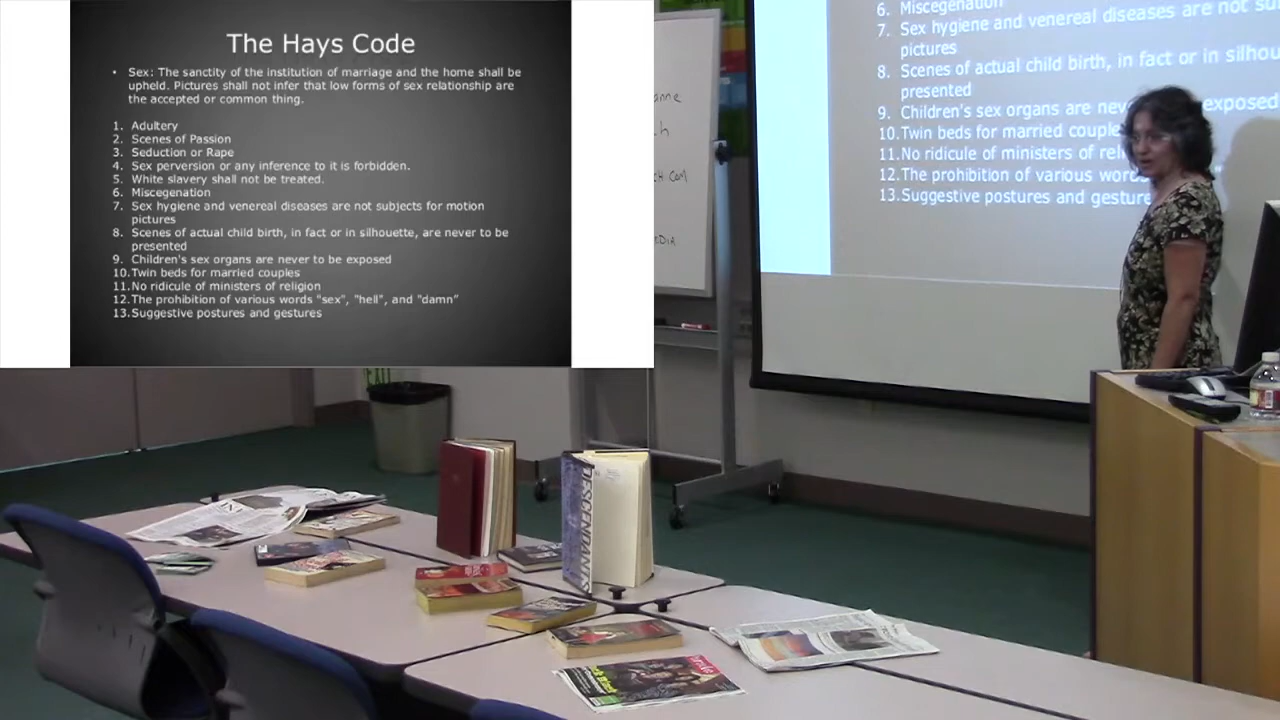 The Hays Code
• Sex: The sanctity of the institution of marriage and the home shall be
upheld. Pictures shall not infer that low forms of sex relationship are
the accepted or common thing.
1. Adultery
2. Scenes of Passion
3. Seduction or Rape
4. Sex perversion or any inference to it is forbidden.
5. White slavery shall not be treated.
6. Miscegenation
7. Sex hygiene and venereal diseases are not subjects for motion
pictures
8. Scenes of actual child birth, in fact or in silhouette, are never to be
presented
9. Children's sex organs are never to be exposed
10. Twin beds for married couples
11. No ridicule of ministers of religion
12. The prohibition of various words "sex", "hell", and "damn"
13. Suggestive postures and gestures
6. Miscegenation
7. Sex hygiene and venereal diseases are not su
pictures
8. Scenes of actual child birth, in fact or in silhou
presented
9. Children's sex organs are nev exposed
10. Twin beds for married couple
11. No ridicule of ministers of reli
12. The prohibition of various word
13. Suggestive postures and gesture
DESCENDANTS